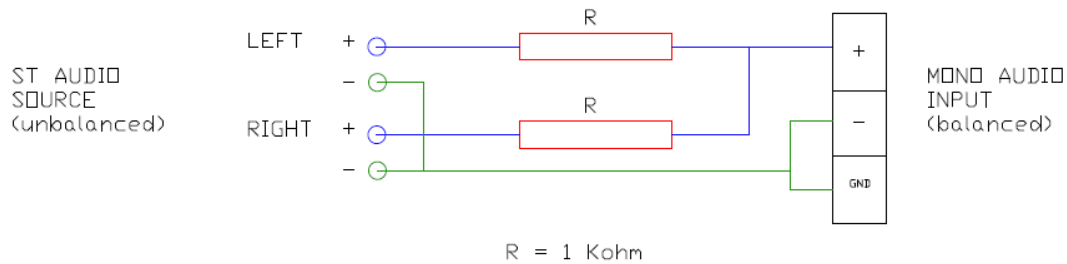 LEFT + R +
ST AUDIO
SOURCE
(unbalanced)
- -
RIGHT + R
-
GND
MONO AUDIO
INPUT
(balanced)
R = 1 Kohm